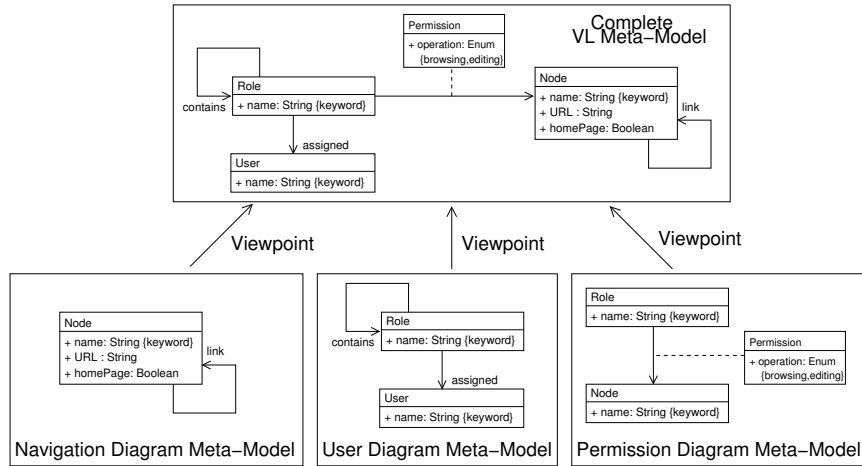 Complete
VL Meta-Model
Permission
+ operation: Enum
{browsing,editing}
Role
+ name: String {keyword}
contains
assigned
User
+ name: String {keyword}
Node
+ name: String {keyword}
+ URL : String
+ homePage: Boolean
link
Viewpoint
Viewpoint
Viewpoint
Node
+ name: String {keyword}
+ URL : String
+ homePage: Boolean
link
Navigation Diagram Meta-Model
Role
+ name: String {keyword}
contains
assigned
User
+ name: String {keyword}
User Diagram Meta-Model
Role
+ name: String {keyword}
Permission
+ operation: Enum
{browsing,editing}
Node
+ name: String {keyword}
Permission Diagram Meta-Model